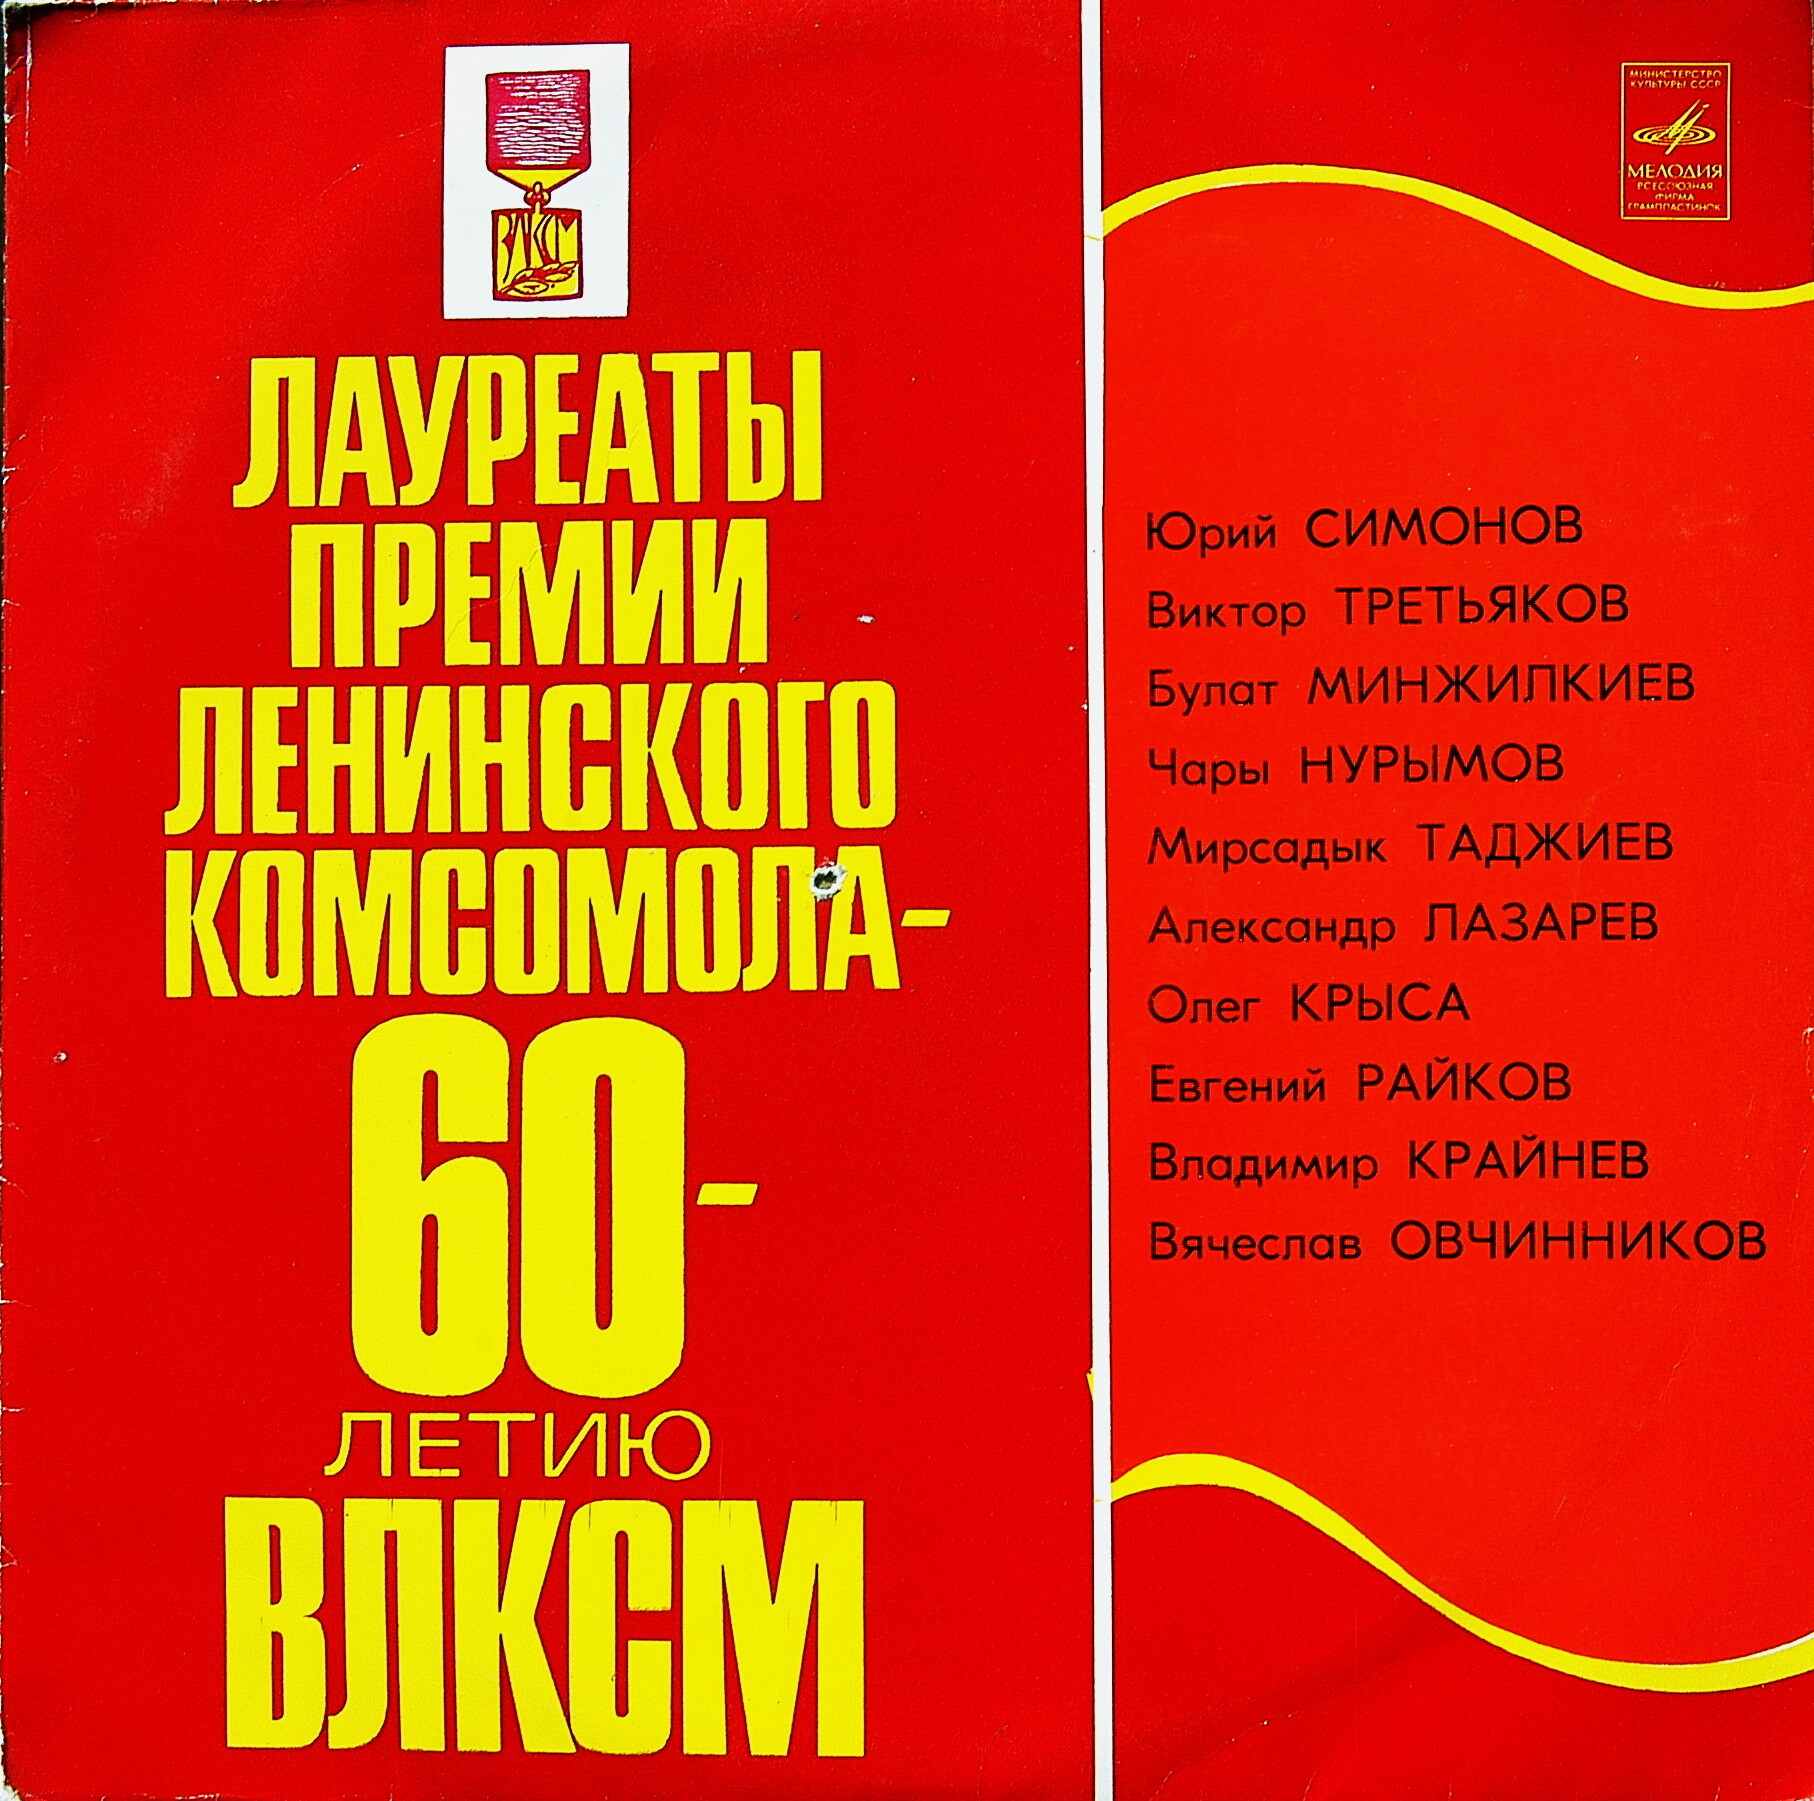 ВЛКСМ
ЛАУРЕАТЫ
ПРЕМИИ
ЛЕНИНСКОГО
КОМСОМОЛА-
60-
ЛЕТИЮ
ВЛКСМ
МИНИСТЕРСТВО
КУЛЬТУРЫ СССР
МЕЛОДИЯ
ВСЕСОЮЗНАЯ
ФИРМА
ГРАМПЛАСТИНОК
Юрий СИМОНОВ
Виктор ТРЕТЬЯКОВ
Булат МИНЖИЛКИЕВ
Чары НУРЫМОВ
Мирсадык ТАДЖИЕВ
Александр ЛАЗАРЕВ
Олег КРЫСА
Евгений РАЙКОВ
Владимир КРАЙНЕВ
Вячеслав ОВЧИННИКОВ